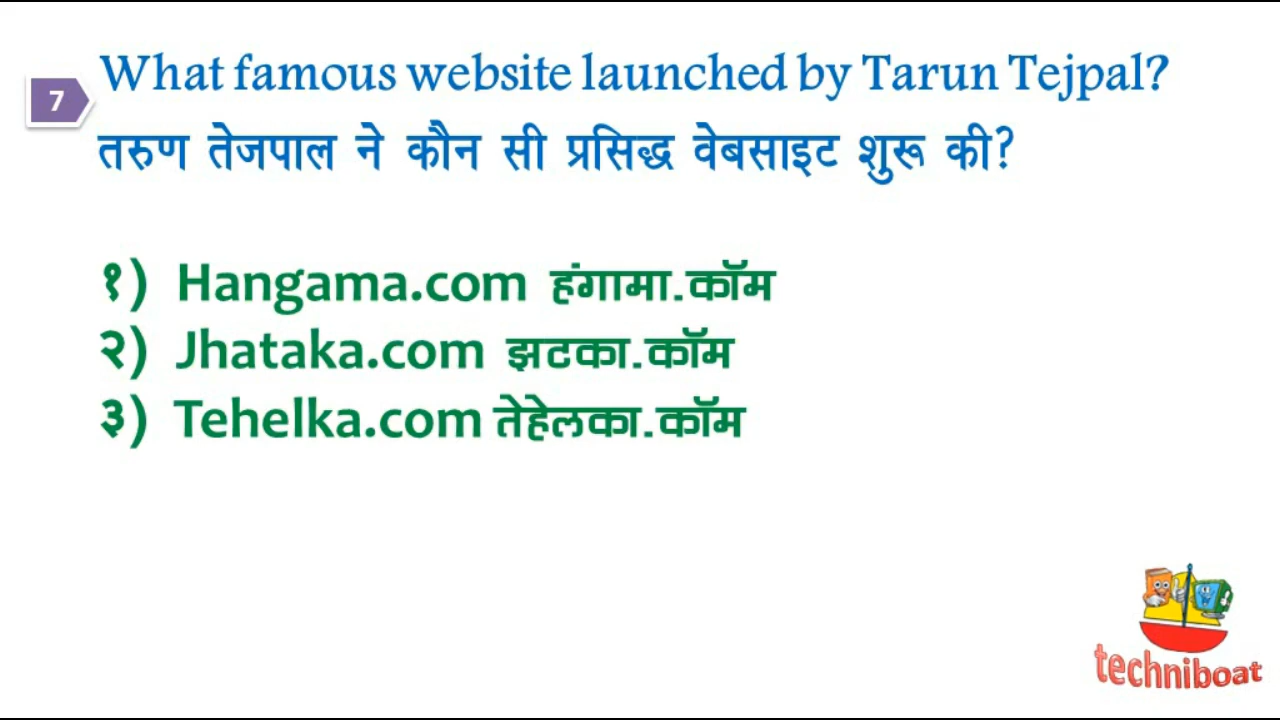 7
What famous website launched by Tarun Tejpal?
तरुण तेजपाल ने कौन सी प्रसिद्ध वेबसाइट शुरू की?
१) Hangama.com हंगामा.कॉम
२) Jhataka.com झटका.कॉम
३) Tehelka.com तेहेलका.कॉम
techniboat